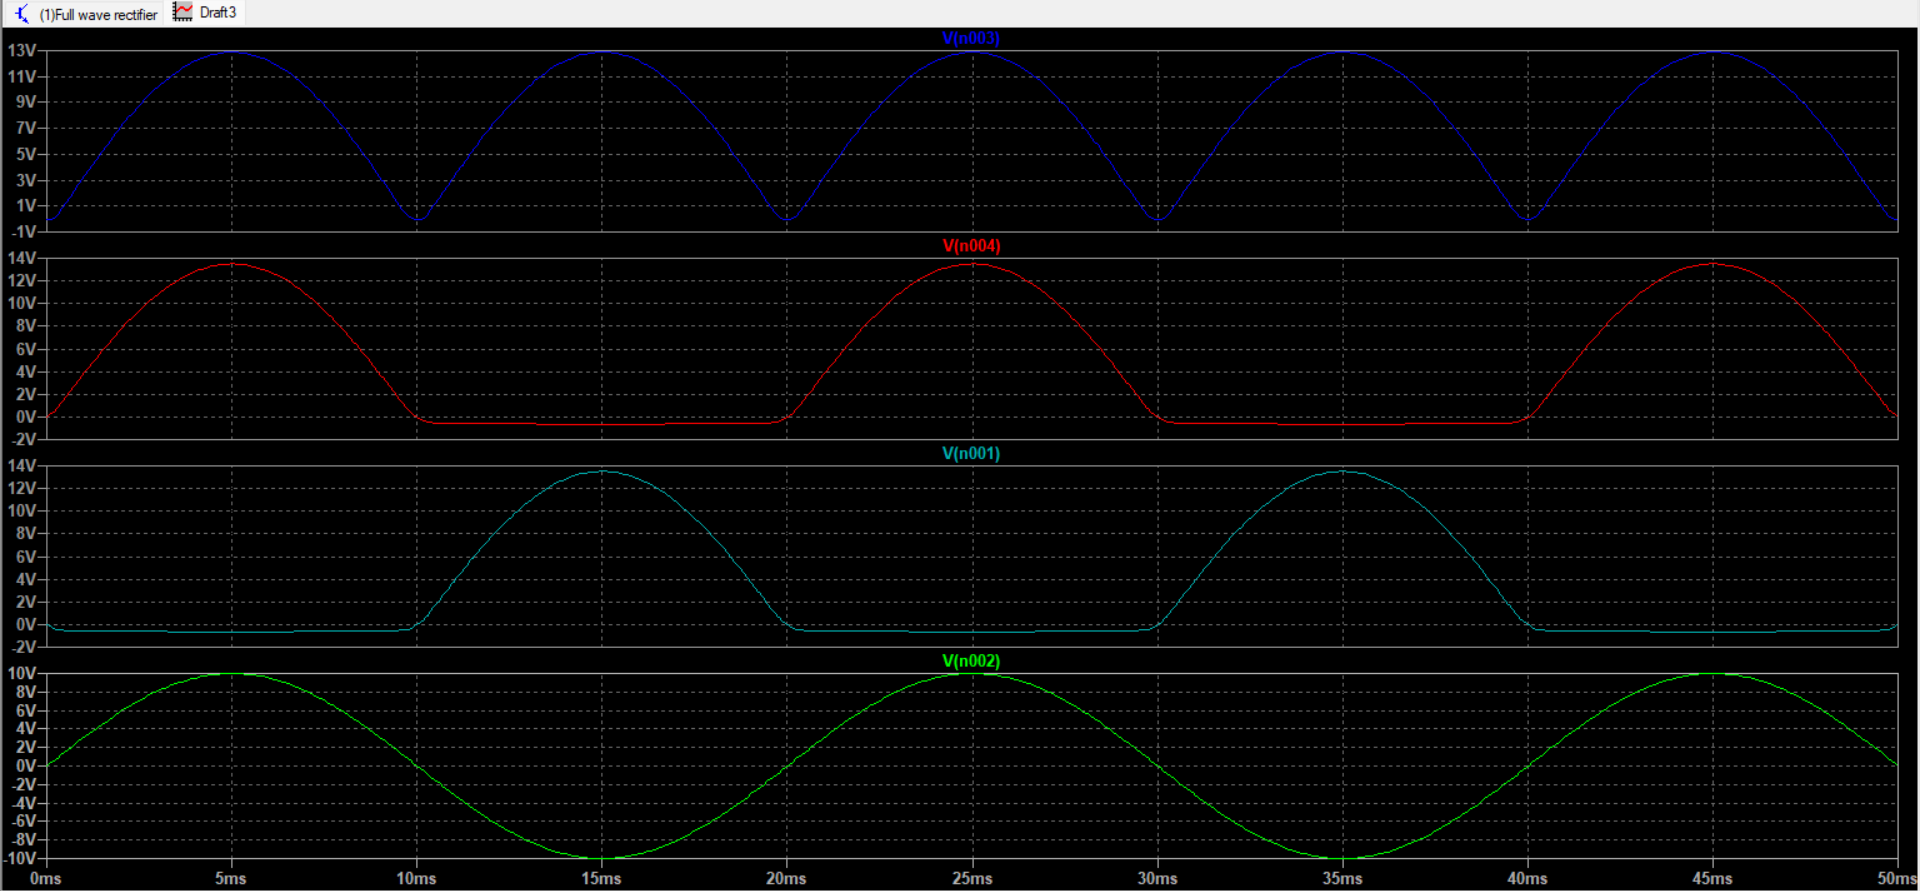 (1)Full wave rectifier Draft3
V(n003)
13V
11V
9V
7V
5V
3V
1V
-1V
V(n004)
14V
12V
10V
8V
6V
4V
2V
0V
-2V
V(n001)
14V
12V
10V
8V
6V
4V
2V
0V
-2V
V(n002)
10V
8V
6V
4V
2V
0V
-2V
-4V
-6V
-8V
-10V
0ms 5ms 10ms 15ms 20ms 25ms 30ms 35ms 40ms 45ms 50ms